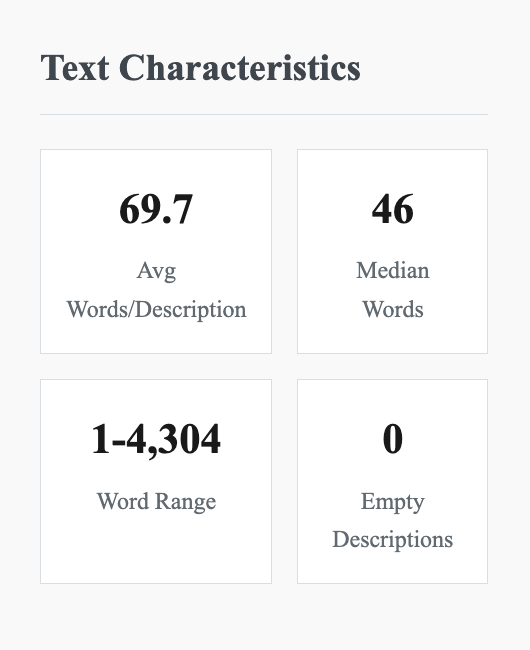 Text Characteristics
69.7
Avg
Words/Description
46
Median
Words
1-4,304
Word Range
0
Empty
Descriptions